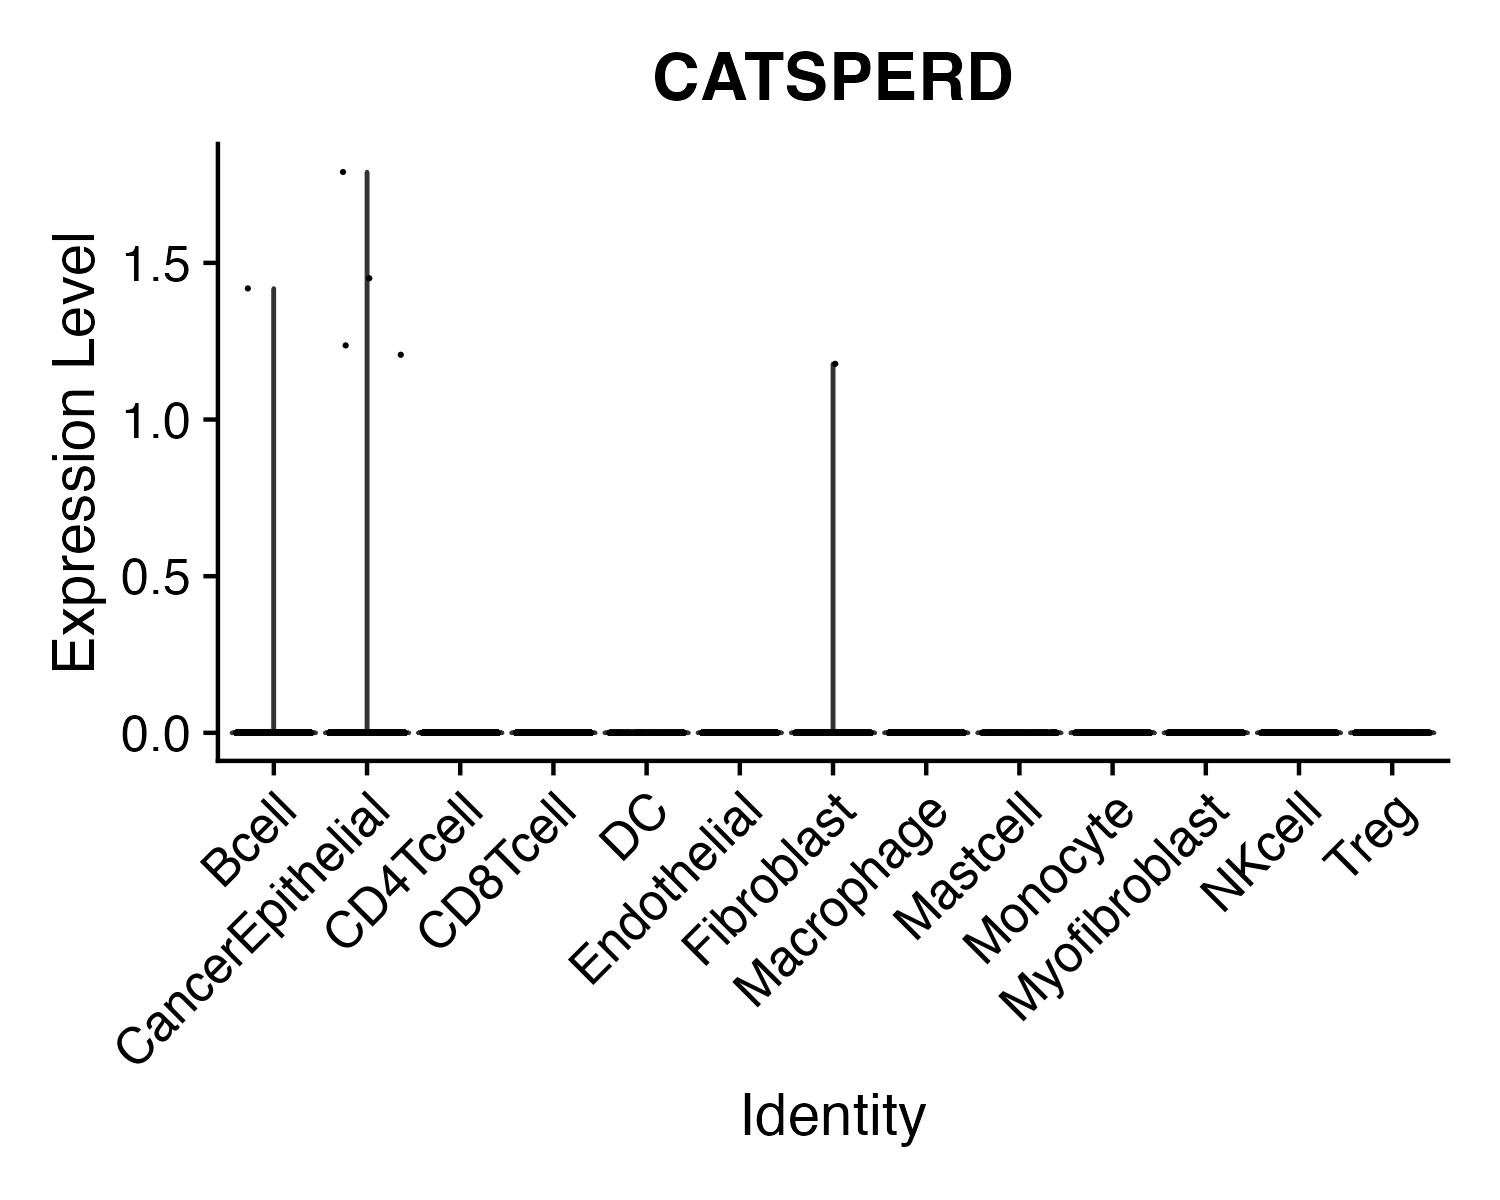 CATSPERD
Expression Level
1.5
1.0
0.5
0.0
Bcell
CancerEpithelial
CD4Tcell
CD8Tcell
DC
Endothelial
Fibroblast
Macrophage
Mastcell
Monocyte
Myofibroblast
NKcell
Treg
Identity